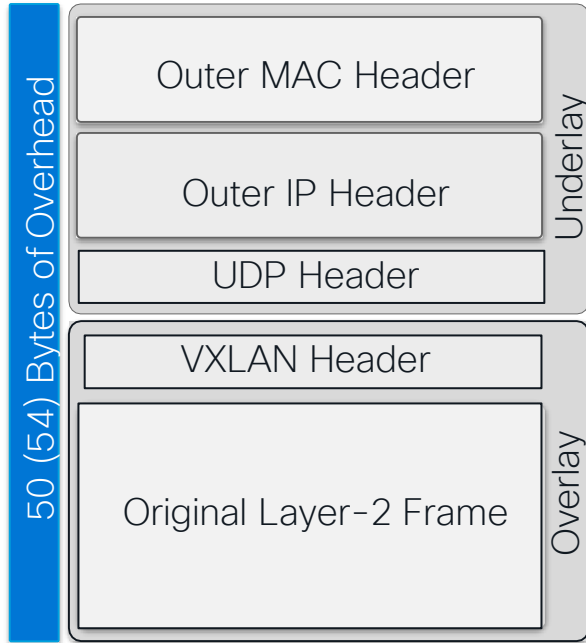 50 (54) Bytes of Overhead
Outer MAC Header
Outer IP Header
UDP Header
Underlay
VXLAN Header
Original Layer-2 Frame
Overlay